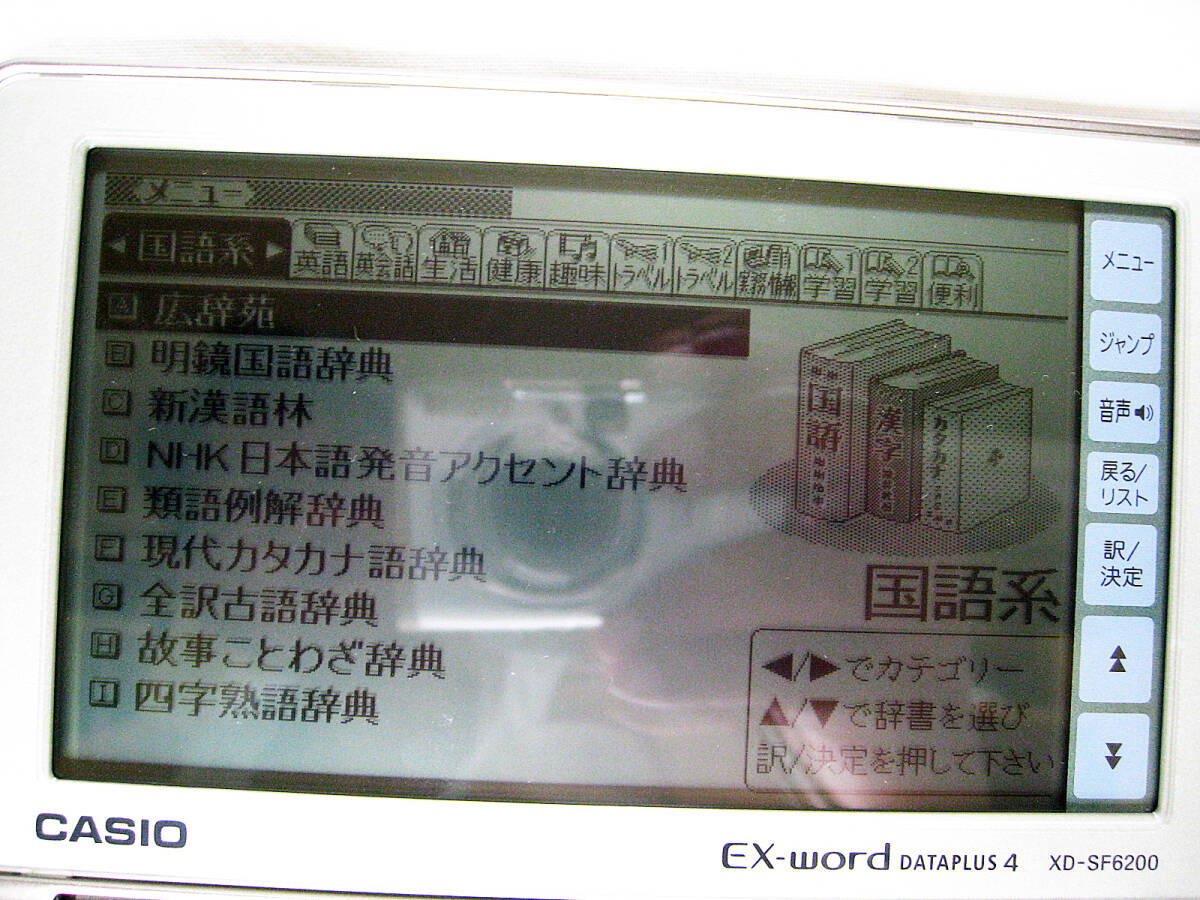 メニュー
国語系 英語 英会話 生活 健康 趣味 トラベル1 トラベル2 実務情報 学習1 学習2 便利
A 広辞苑
B 明鏡国語辞典
C 新漢語林
D NHK日本語発音アクセント辞典
E 類語例解辞典
F 現代カタカナ語辞典
G 全訳古語辞典
H 故事ことわざ辞典
I 四字熟語辞典
国語
漢字
カタカナ
国語系
◀/▶でカテゴリー
▲/▼で辞書を選び
訳/決定を押して下さい
メニュー
ジャンプ
音声
戻る/
リスト
訳/
決定
CASIO
EX-word DATAPLUS 4 XD-SF6200